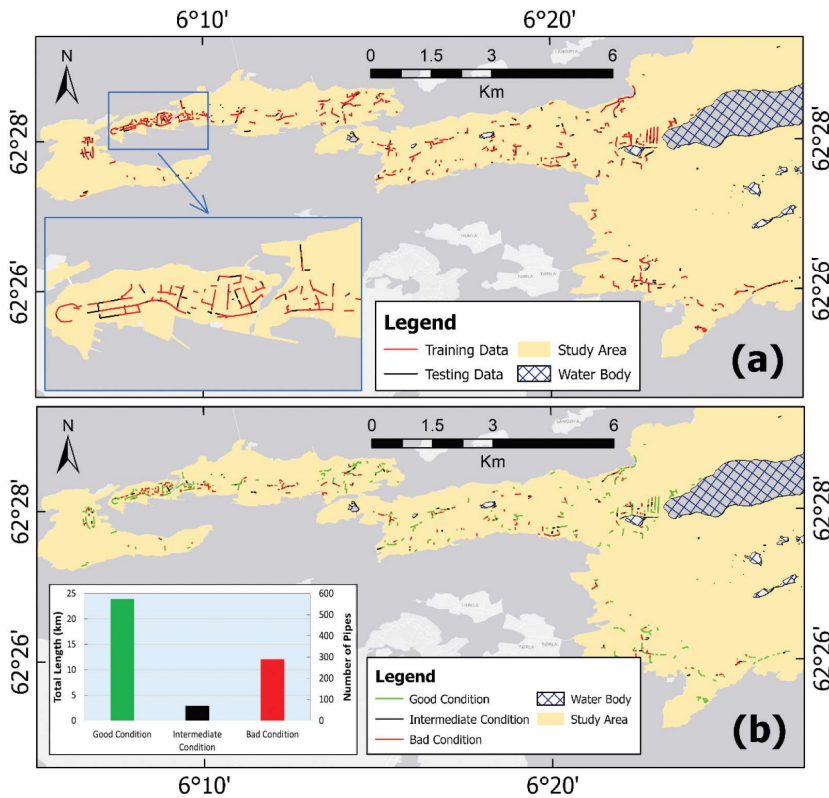 6°10' 6°20'
N
0 1.5 3 6
Km
62°28' 62°28'
62°26' 62°26'
Legend
Training Data Study Area
Testing Data Water Body
(a)
N
0 1.5 3 6
Km
62°28' 62°28'
62°26' 62°26'
Total Length (km)
25
20
15
10
5
0
Number of Pipes
600
500
400
300
200
100
0
Good Condition Intermediate Condition Bad Condition
Legend
Good Condition Water Body
Intermediate Condition Study Area
Bad Condition
(b)
6°10' 6°20'